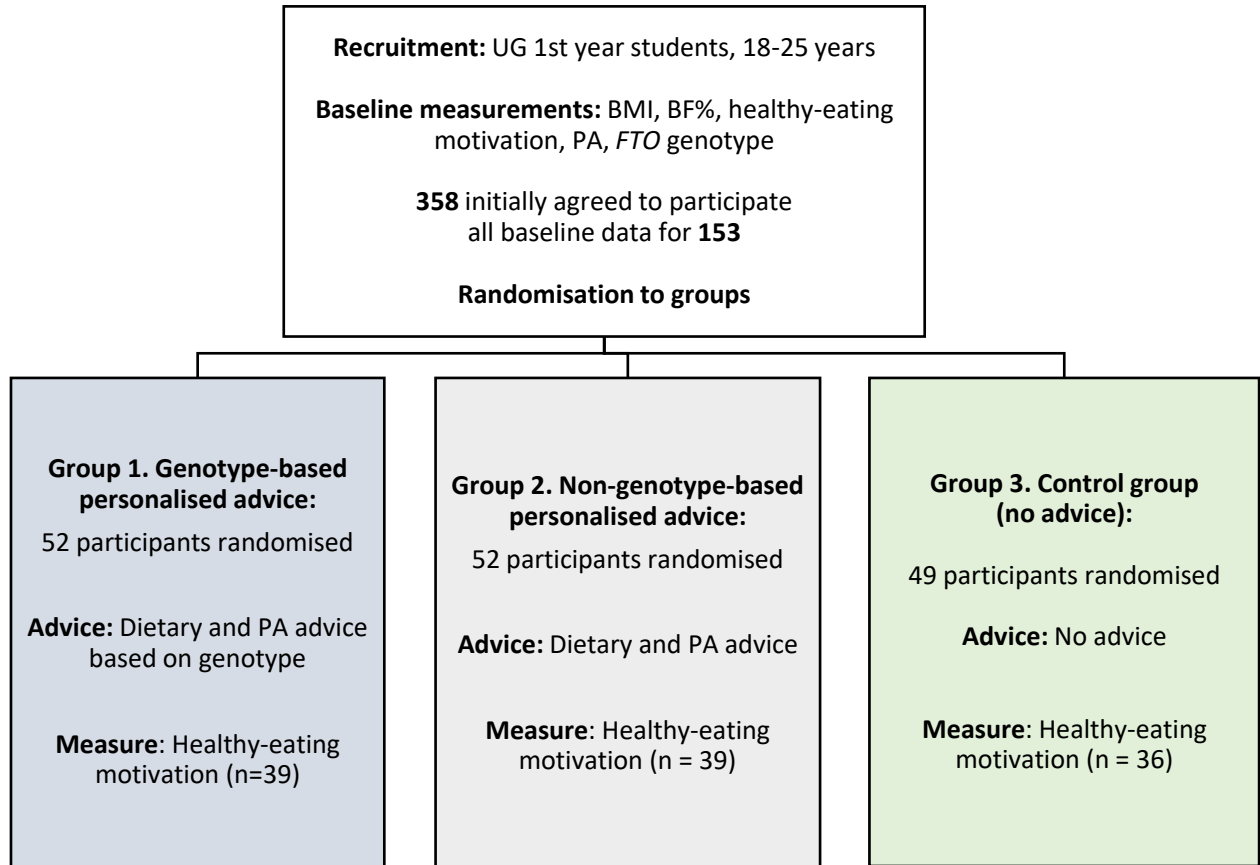 Recruitment: UG 1st year students, 18-25 years
Baseline measurements: BMI, BF%, healthy-eating
motivation, PA, FTO genotype
358 initially agreed to participate
all baseline data for 153
Randomisation to groups
Group 1. Genotype-based
personalised advice:
52 participants randomised
Advice: Dietary and PA advice
based on genotype
Measure: Healthy-eating
motivation (n=39)
Group 2. Non-genotype-based
personalised advice:
52 participants randomised
Advice: Dietary and PA advice
Measure: Healthy-eating
motivation (n = 39)
Group 3. Control group
(no advice):
49 participants randomised
Advice: No advice
Measure: Healthy-eating
motivation (n = 36)